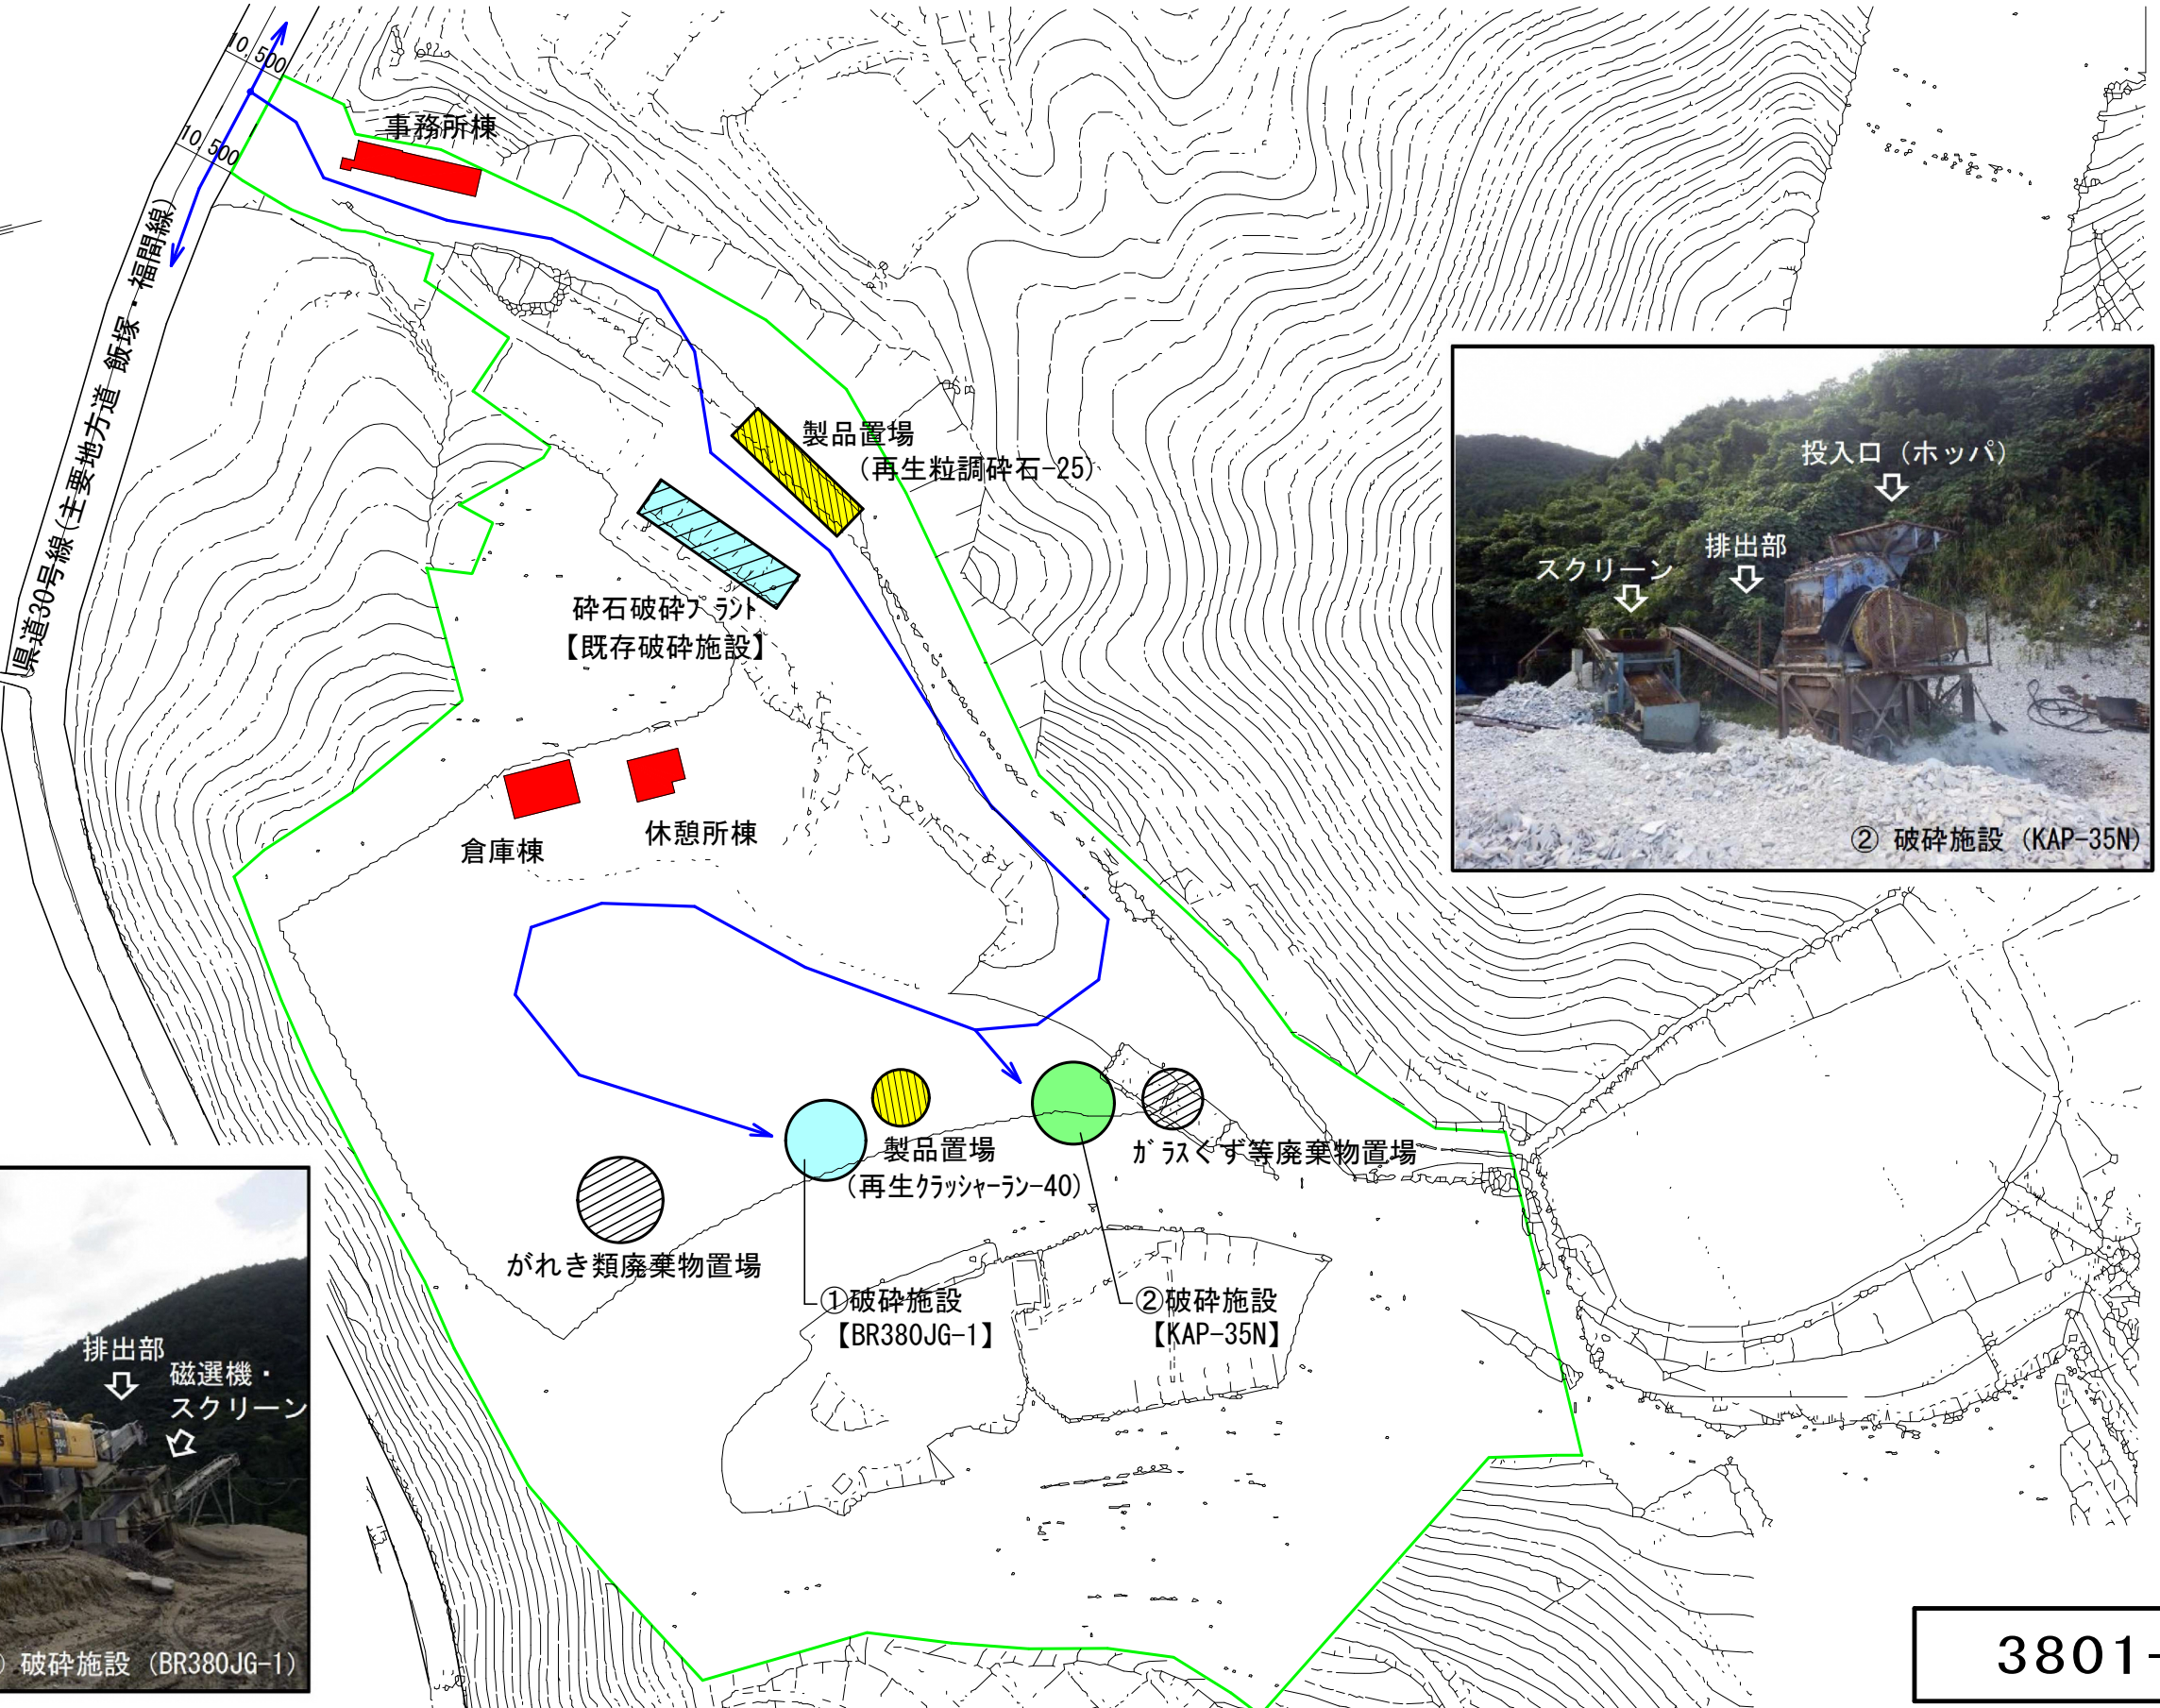 10,500
10,500
県道30号線(主要地方道 飯塚・福間線)
事務所棟
製品置場
(再生粒調砕石-25)
砕石破砕プラント
【既存破砕施設】
倉庫棟
休憩所棟
投入口(ホッパ)
排出部
スクリーン
② 破砕施設 (KAP-35N)
製品置場
(再生クラッシャーラン-40)
ガラスくず等廃棄物置場
がれき類廃棄物置場
①破砕施設
【BR380JG-1】
②破砕施設
【KAP-35N】
排出部
磁選機・
スクリーン
380
破砕施設 (BR380JG-1)
3801-